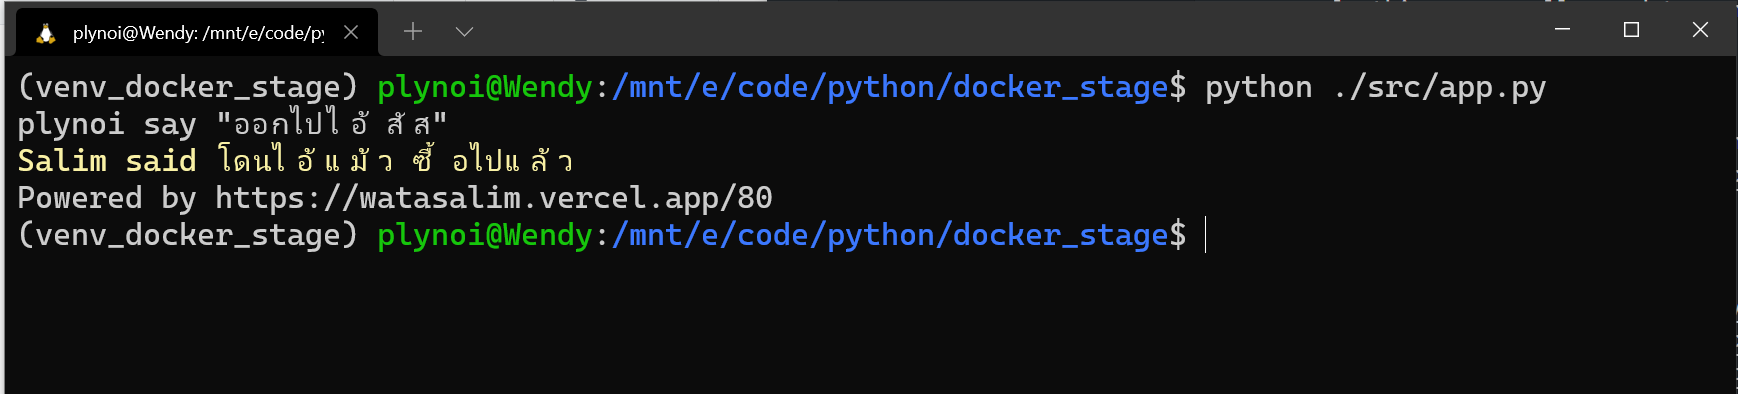 plynoi@Wendy: /mnt/e/code/py
(venv_docker_stage) plynoi@Wendy:/mnt/e/code/python/docker_stage$ python ./src/app.py
plynoi say "ออกไปไอ้ สัส"
Salim said โดนไอ้แม้ว ซื้อไปแล้ว
Powered by https://watasalim.vercel.app/80
(venv_docker_stage) plynoi@Wendy:/mnt/e/code/python/docker_stage$